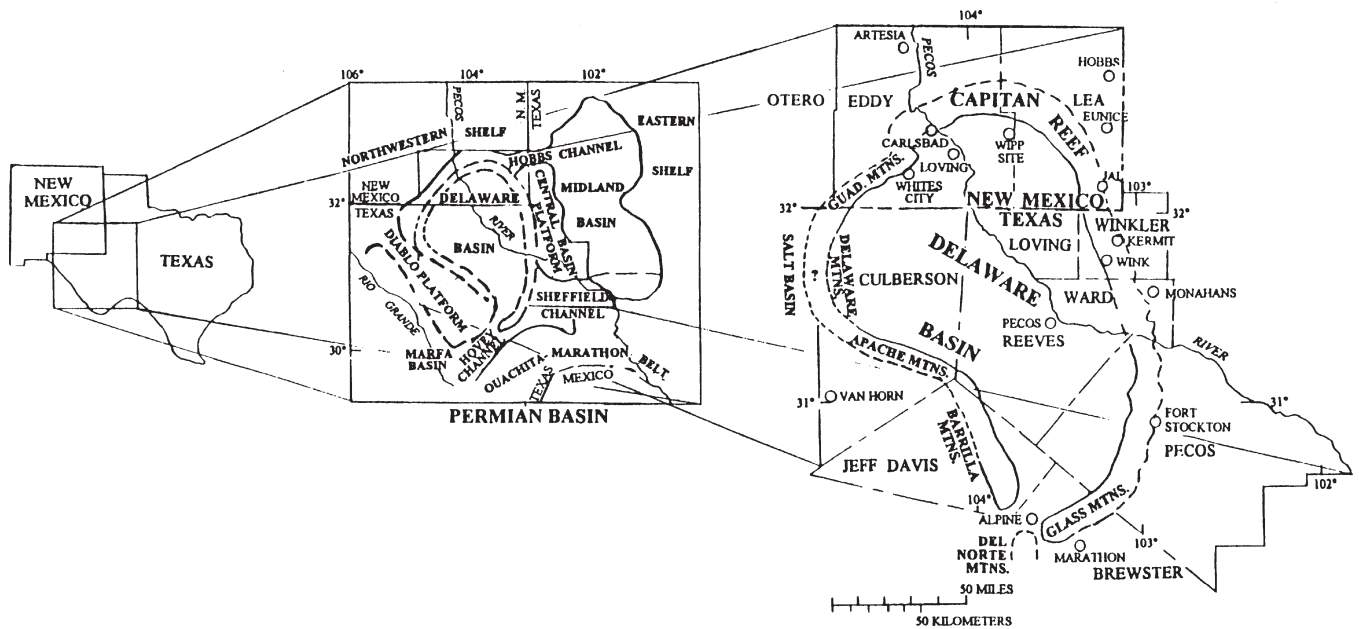 NEW
MEXICO
TEXAS
106°
104°
102°
PECOS
N. M.
TEXAS
NORTHWESTERN
SHELF
EASTERN
SHELF
HOBBS CHANNEL
NEW
MEXICO
TEXAS
32°
DELAWARE
BASIN
RIVER
CENTRAL BASIN
PLATFORM
MIDLAND
BASIN
DIABLO PLATFORM
RIO GRANDE
SHEFFIELD
CHANNEL
30°
MARFA
BASIN
HOVEY
CHANNEL
OUACHITA
MARATHON
BELT
TEXAS
MEXICO
PERMIAN BASIN
104°
ARTESIA
PECOS
HOBBS
OTERO
EDDY
CAPITAN
REEF
LEA
EUNICE
CARLSBAD
LOVING
WIPP
SITE
JAL
GUAD. MTNS.
WHITES
CITY
103°
32°
NEW MEXICO
TEXAS
32°
WINKLER
LOVING
KERMIT
WINK
SALT BASIN
?
DELAWARE
MTNS.
CULBERSON
DELAWARE
BASIN
WARD
MONAHANS
PECOS
REEVES
RIVER
APACHE MTNS.
31°
VAN HORN
31°
FORT
STOCKTON
PECOS
BARRILLA
MTNS.
JEFF DAVIS
102°
104°
ALPINE
GLASS MTNS.
103°
DEL
NORTE
MTNS.
MARATHON
BREWSTER
50 MILES
50 KILOMETERS